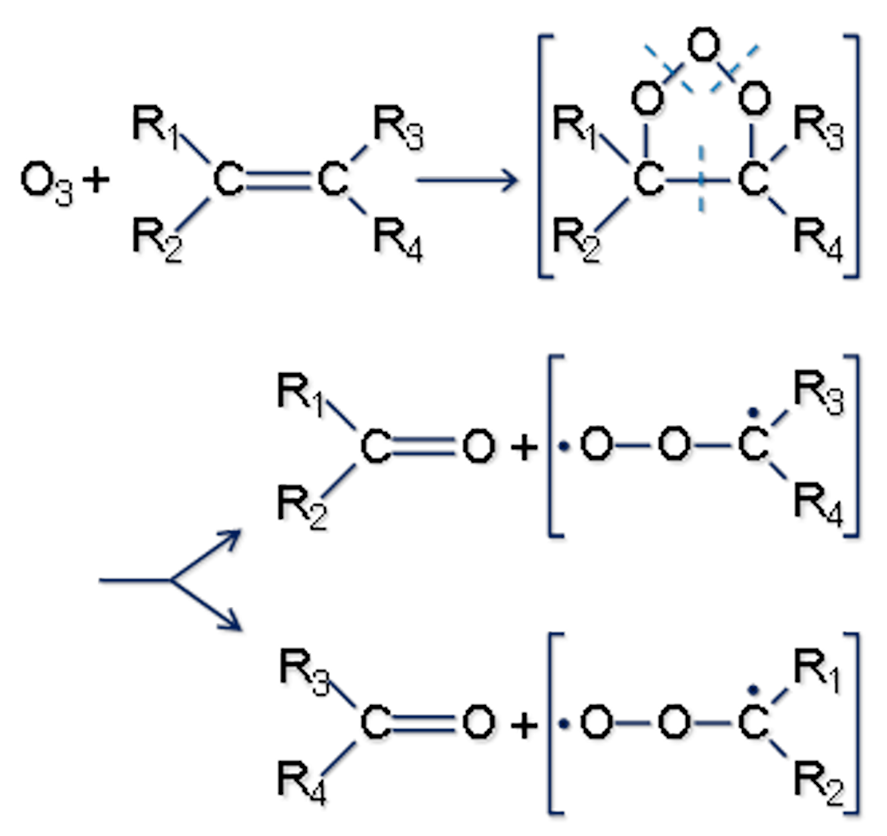 O
O O
R₁ R₃ R₁ R₃
O₃ + C=C → C C
R₂ R₄ R₂ R₄
R₁ R₃
C=O + [•O–O–Ċ
R₂ R₄
R₃ R₁
C=O + [•O–O–Ċ
R₄ R₂